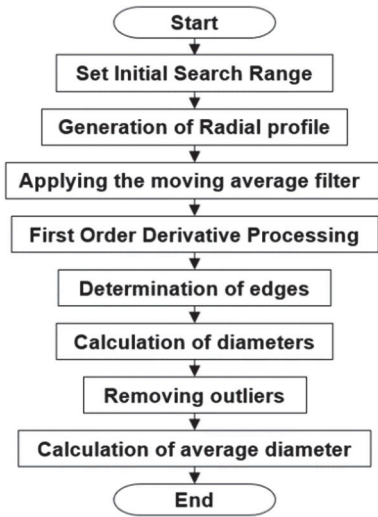 Start
Set Initial Search Range
Generation of Radial profile
Applying the moving average filter
First Order Derivative Processing
Determination of edges
Calculation of diameters
Removing outliers
Calculation of average diameter
End